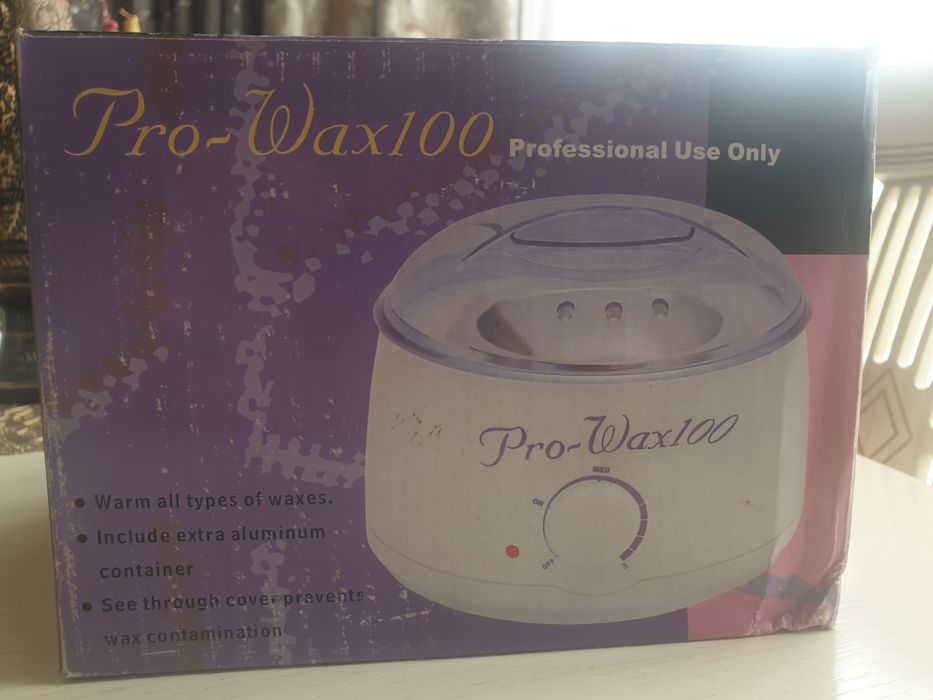 Pro-Wax100 Professional Use Only
Pro-Wax100
MED
ON
OFF
• Warm all types of waxes.
• Include extra aluminum
container
• See through cover prevents
wax contamination